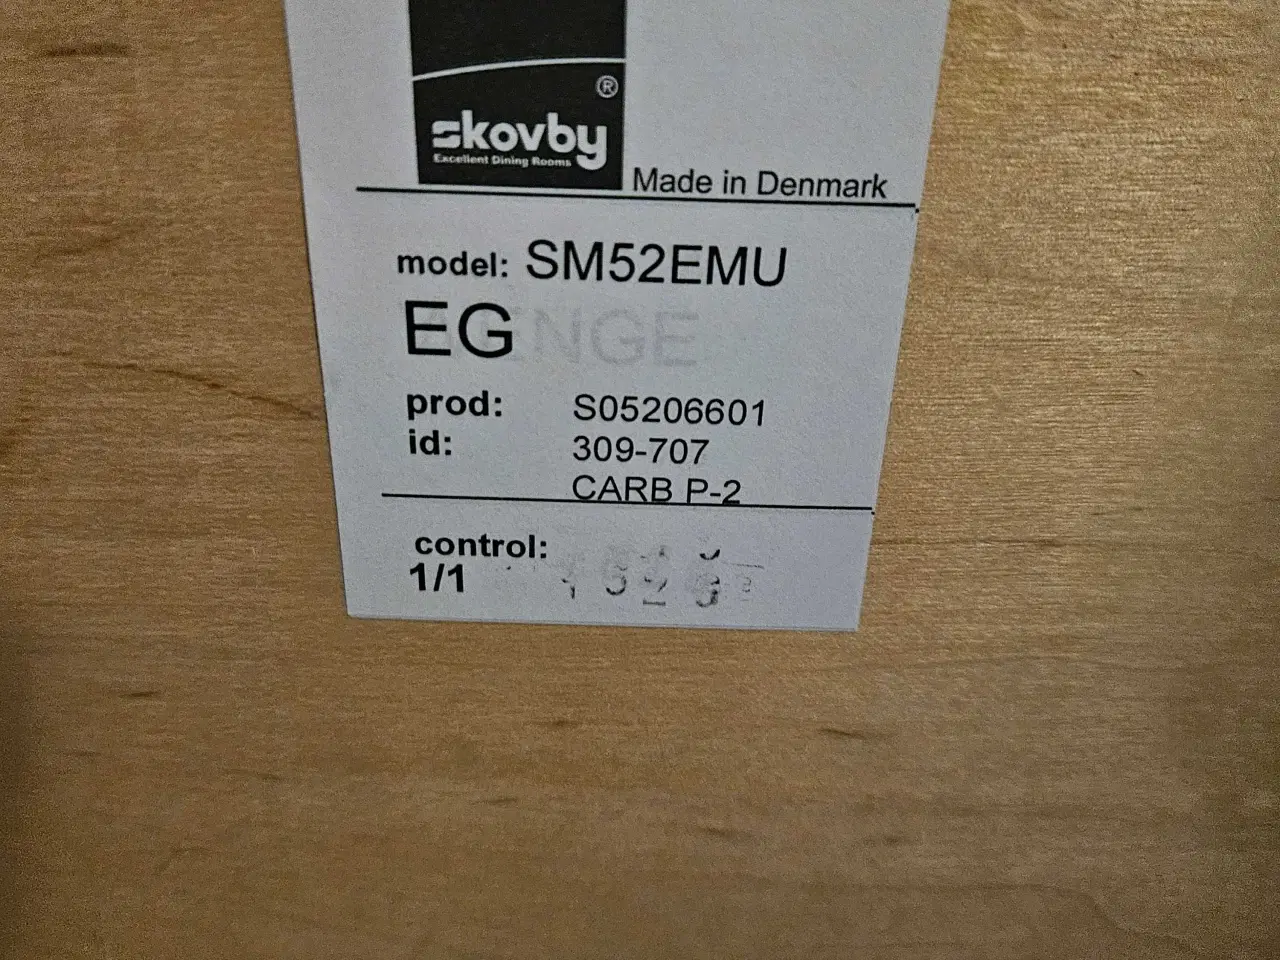 ®
skovby
Excellent Dining Rooms
Made in Denmark
model: SM52EMU
EG
prod: S05206601
id: 309-707
CARB P-2
control:
1/1